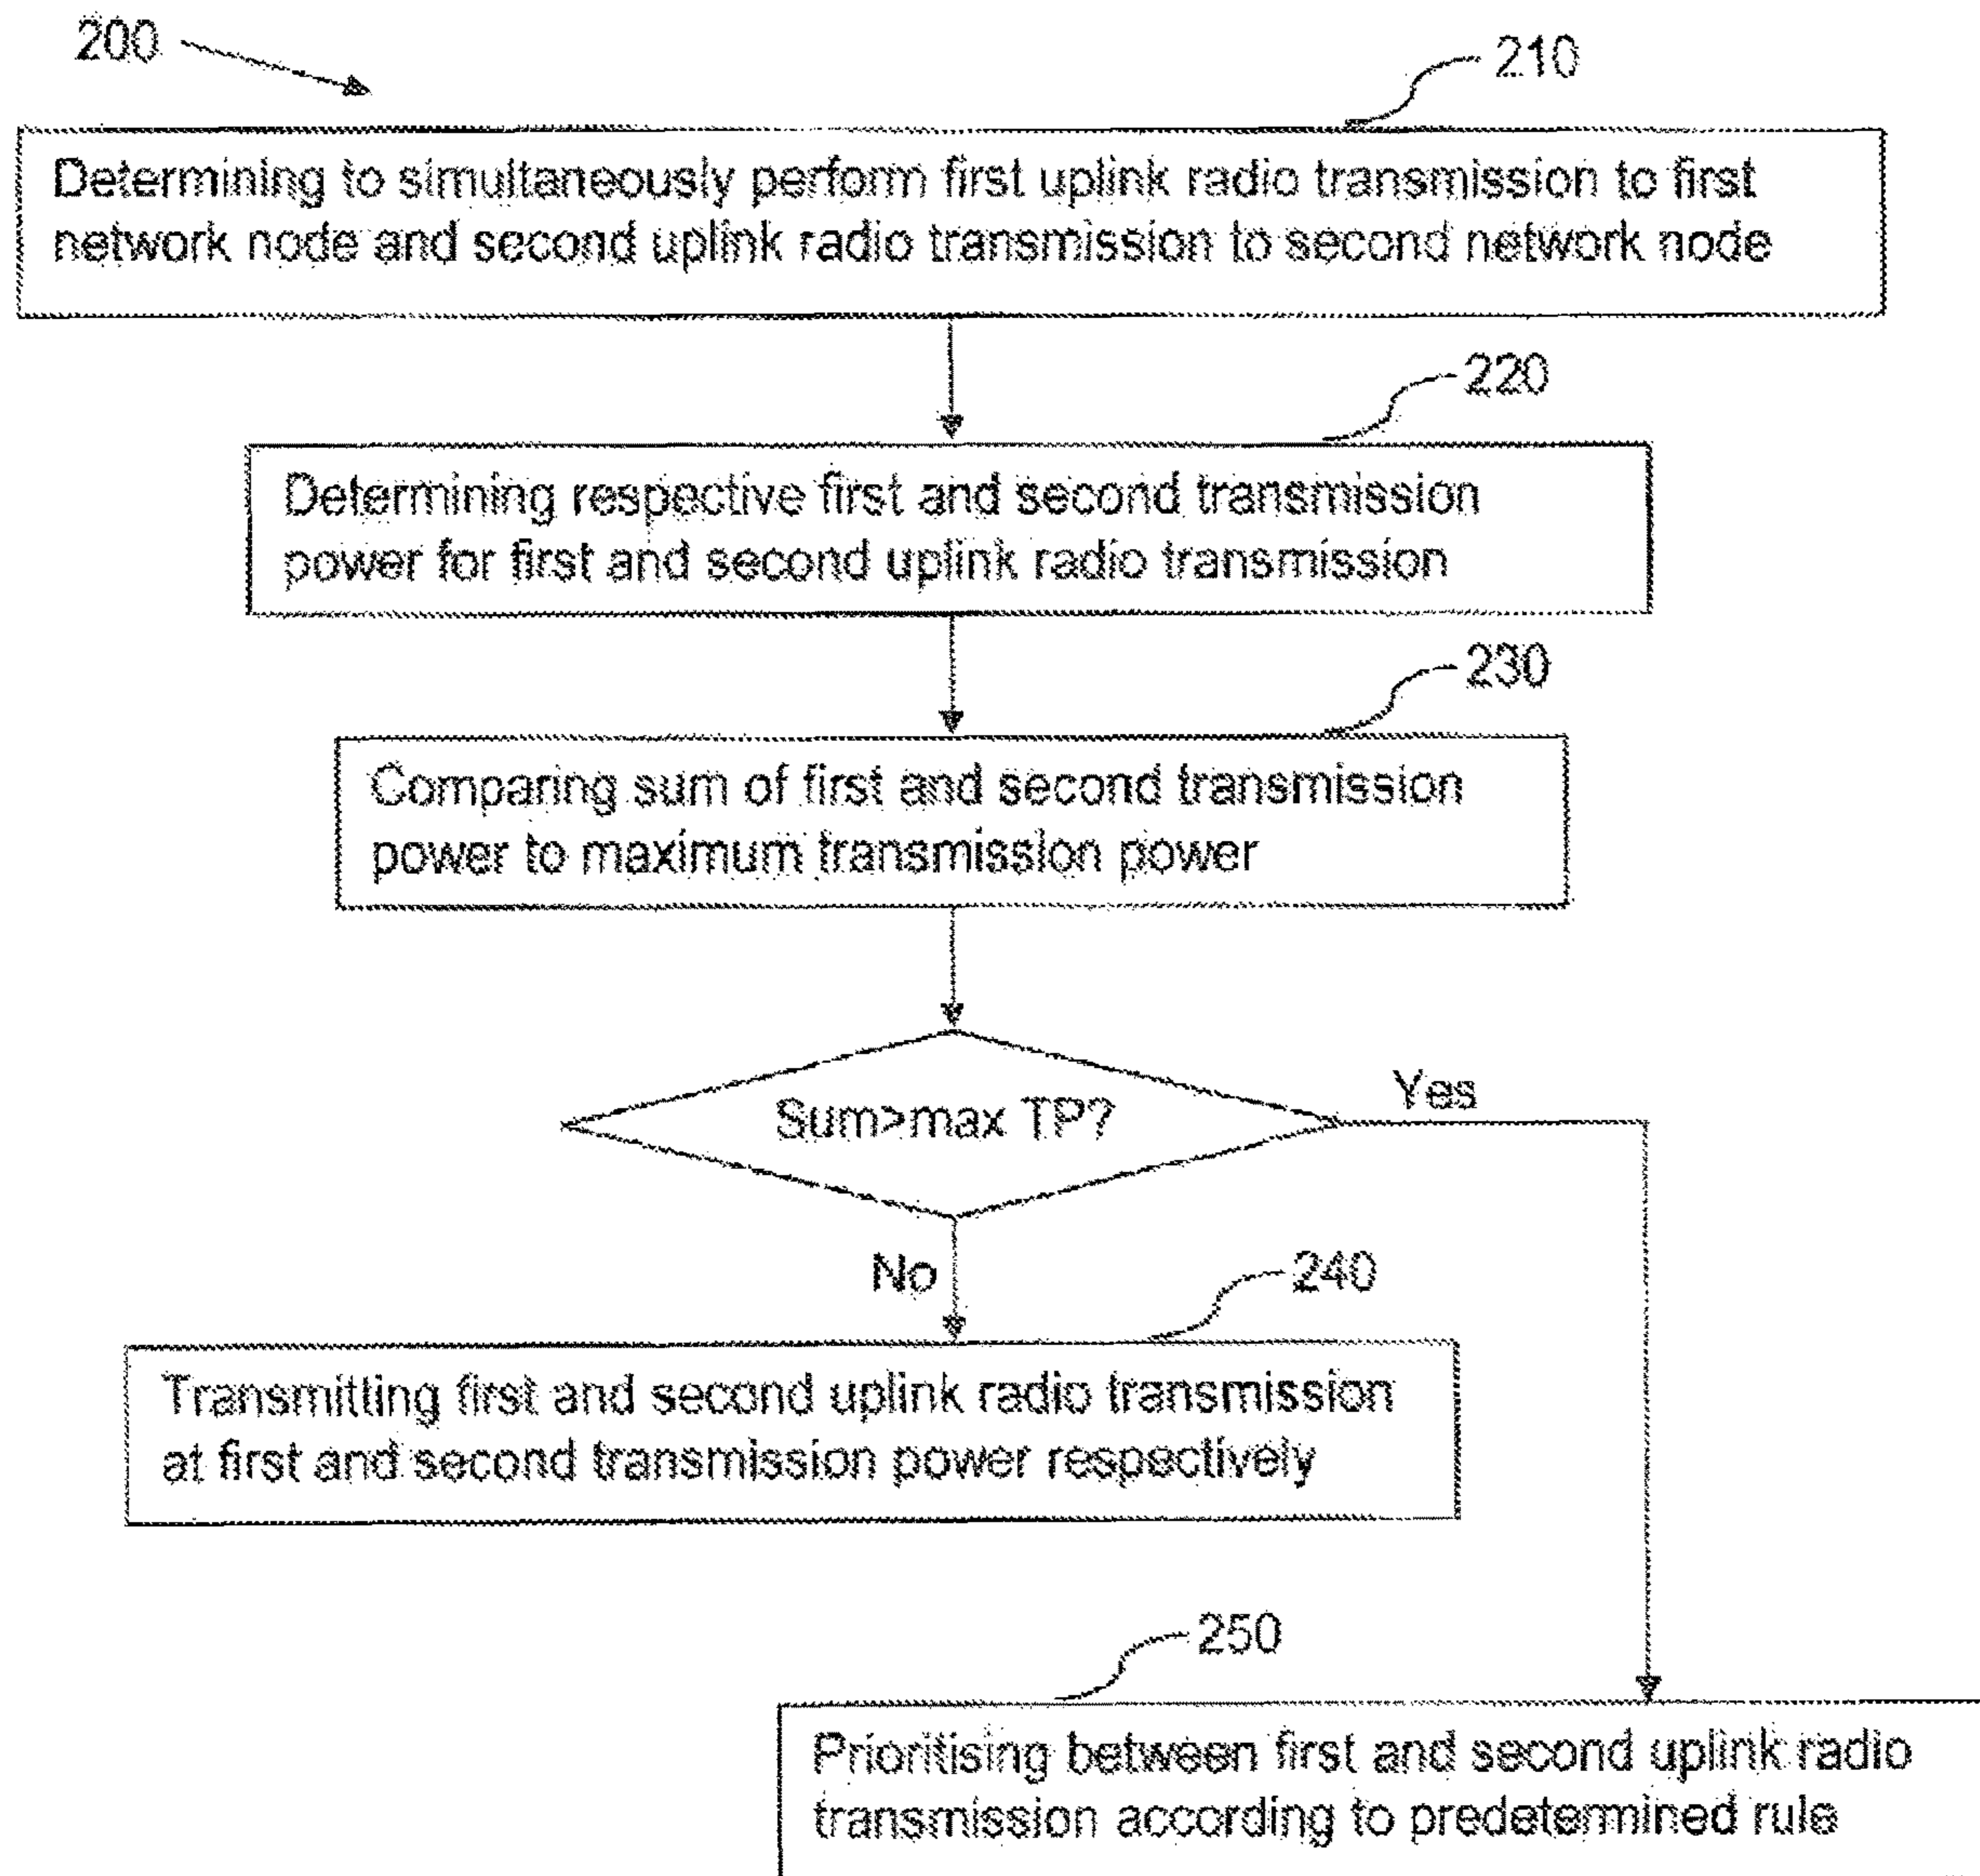 200
210
Determining to simultaneously perform first uplink radio transmission to first
network node and second uplink radio transmission to second network node
220
Determining respective first and second transmission
power for first and second uplink radio transmission
230
Comparing sum of first and second transmission
power to maximum transmission power
Sum>max TP?
Yes
No
240
Transmitting first and second uplink radio transmission
at first and second transmission power respectively
250
Prioritising between first and second uplink radio
transmission according to predetermined rule